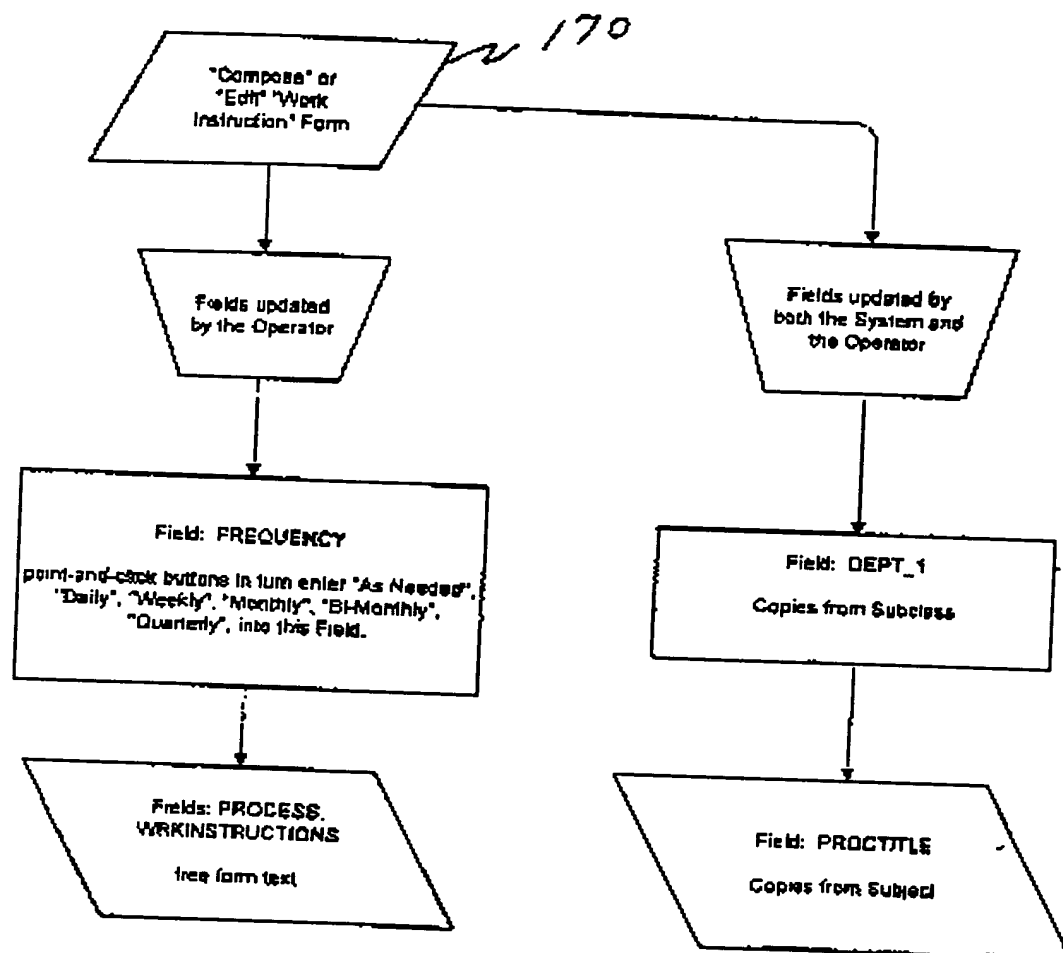 170
"Compose" or
"Edit" "Work
Instruction" Form
Fields updated
by the Operator
Fields updated by
both the System and
the Operator
Field: FREQUENCY
point-and-click buttons in turn enter "As Needed",
"Daily", "Weekly", "Monthly", "Bi-Monthly",
"Quarterly", into this Field.
Field: DEPT_1
Copies from Subclass
Fields: PROCESS,
WRKINSTRUCTIONS
free form text
Field: PROCTITLE
Copies from Subject